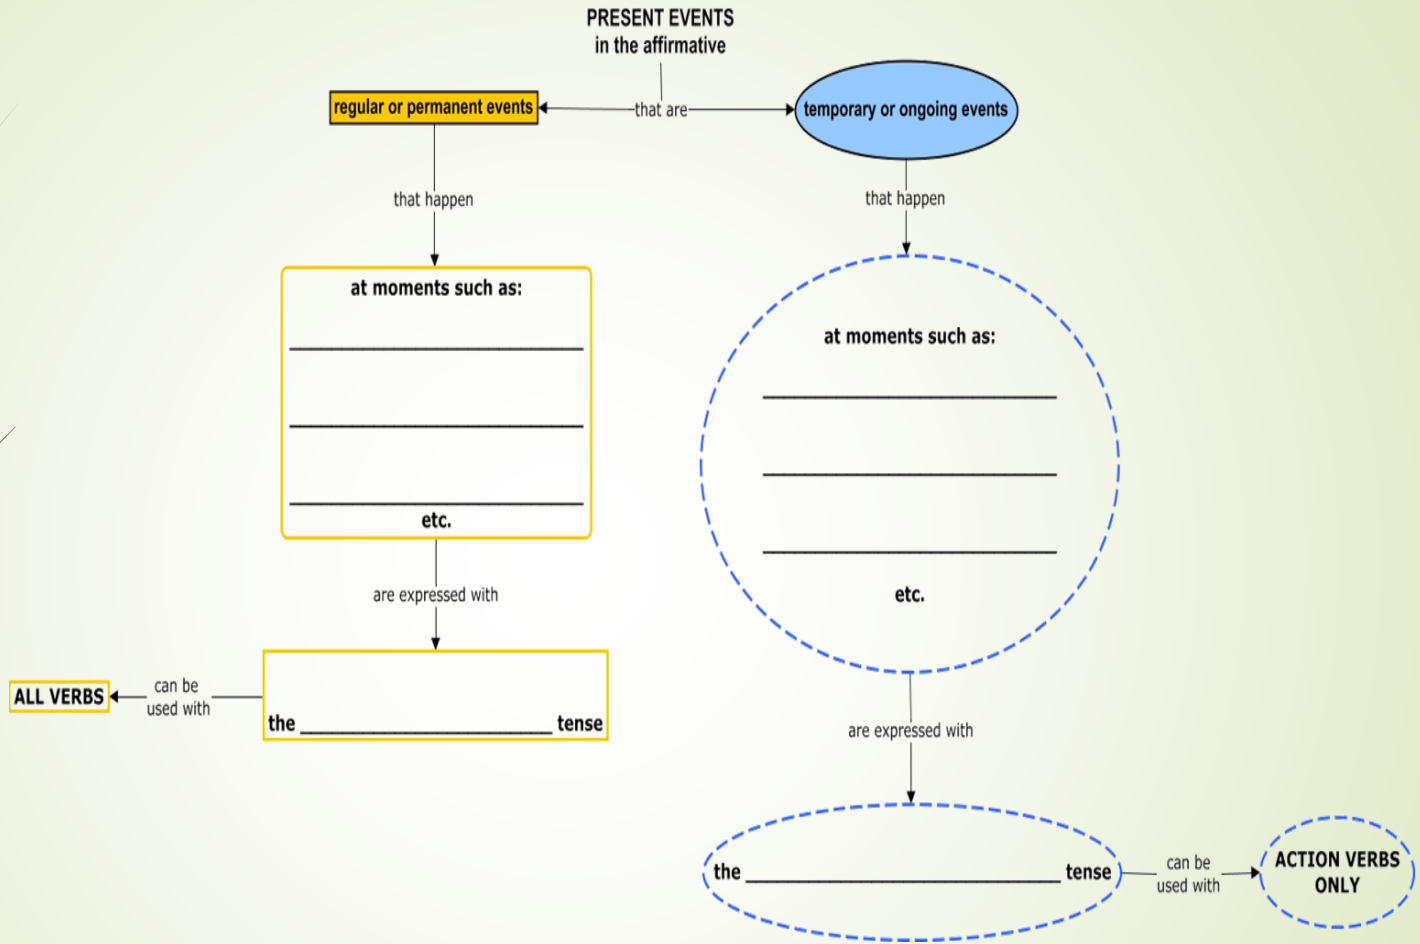 PRESENT EVENTS
in the affirmative
regular or permanent events
that are
temporary or ongoing events
that happen
that happen
at moments such as:
etc.
at moments such as:
etc.
are expressed with
are expressed with
the ______________________ tense
can be
used with
ALL VERBS
the ______________________ tense
can be
used with
ACTION VERBS
ONLY